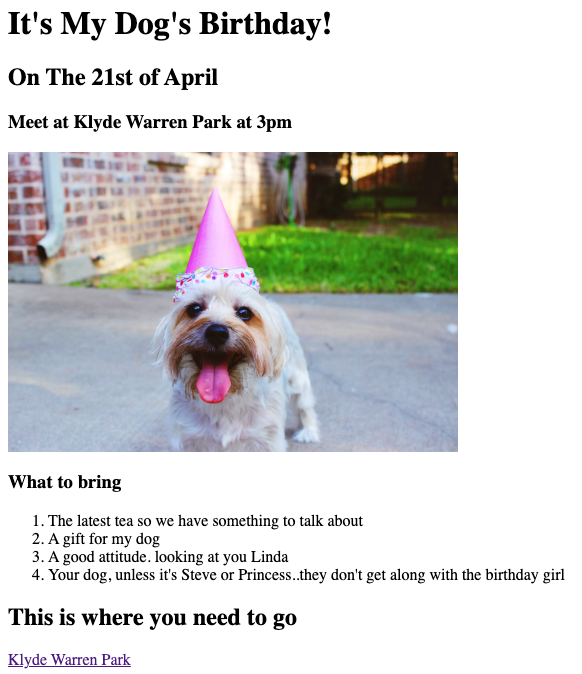 It's My Dog's Birthday!
On The 21st of April
Meet at Klyde Warren Park at 3pm
What to bring
1. The latest tea so we have something to talk about
2. A gift for my dog
3. A good attitude. looking at you Linda
4. Your dog, unless it's Steve or Princess..they don't get along with the birthday girl
This is where you need to go
Klyde Warren Park